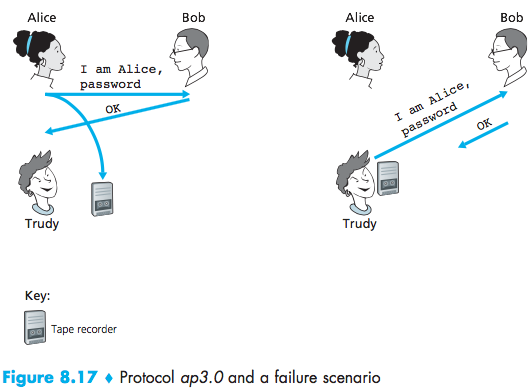 Alice
Bob
I am Alice,
password
OK
Trudy
Alice
Bob
I am Alice,
password
OK
Trudy
Key:
Tape recorder
Figure 8.17 ♦ Protocol ap3.0 and a failure scenario